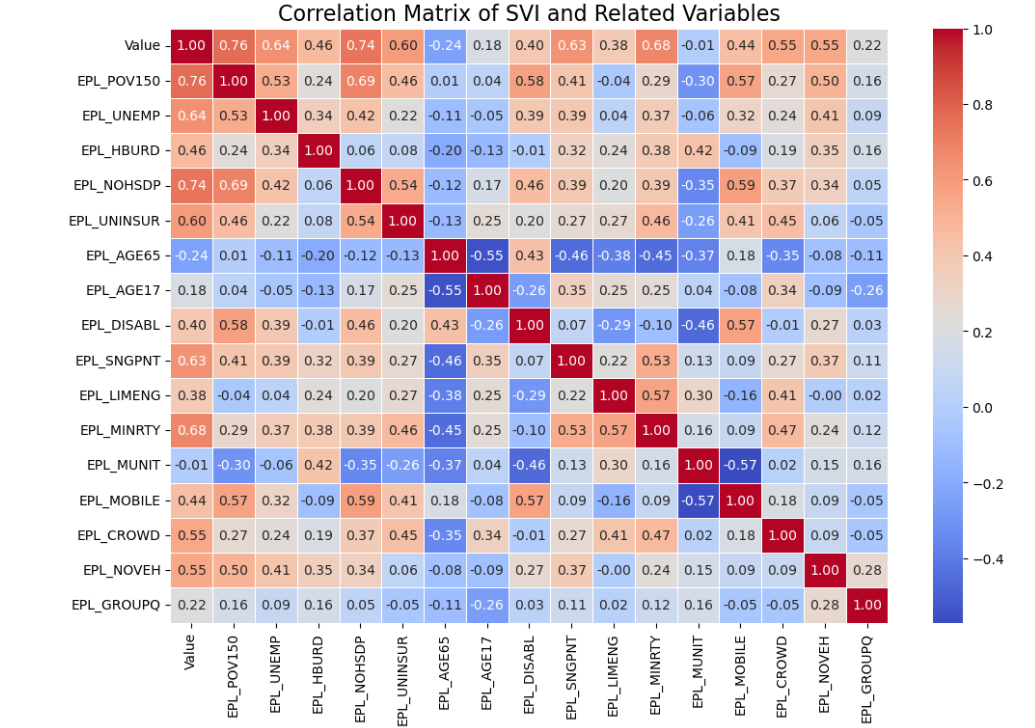 Correlation Matrix of SVI and Related Variables
Value 1.00 0.76 0.64 0.46 0.74 0.60 -0.24 0.18 0.40 0.63 0.38 0.68 -0.01 0.44 0.55 0.55 0.22
EPL_POV150 0.76 1.00 0.53 0.24 0.69 0.46 0.01 0.04 0.58 0.41 -0.04 0.29 -0.30 0.57 0.27 0.50 0.16
EPL_UNEMP 0.64 0.53 1.00 0.34 0.42 0.22 -0.11 -0.05 0.39 0.39 0.04 0.37 -0.06 0.32 0.24 0.41 0.09
EPL_HBURD 0.46 0.24 0.34 1.00 0.06 0.08 -0.20 -0.13 -0.01 0.32 0.24 0.38 0.42 -0.09 0.19 0.35 0.16
EPL_NOHSDP 0.74 0.69 0.42 0.06 1.00 0.54 -0.12 0.17 0.46 0.39 0.20 0.39 -0.35 0.59 0.37 0.34 0.05
EPL_UNINSUR 0.60 0.46 0.22 0.08 0.54 1.00 -0.13 0.25 0.20 0.27 0.27 0.46 -0.26 0.41 0.45 0.06 -0.05
EPL_AGE65 -0.24 0.01 -0.11 -0.20 -0.12 -0.13 1.00 -0.55 0.43 -0.46 -0.38 -0.45 -0.37 0.18 -0.35 -0.08 -0.11
EPL_AGE17 0.18 0.04 -0.05 -0.13 0.17 0.25 -0.55 1.00 -0.26 0.35 0.25 0.25 0.04 -0.08 0.34 -0.09 -0.26
EPL_DISABL 0.40 0.58 0.39 -0.01 0.46 0.20 0.43 -0.26 1.00 0.07 -0.29 -0.10 -0.46 0.57 -0.01 0.27 0.03
EPL_SNGPNT 0.63 0.41 0.39 0.32 0.39 0.27 -0.46 0.35 0.07 1.00 0.22 0.53 0.13 0.09 0.27 0.37 0.11
EPL_LIMENG 0.38 -0.04 0.04 0.24 0.20 0.27 -0.38 0.25 -0.29 0.22 1.00 0.57 0.30 -0.16 0.41 -0.00 0.02
EPL_MINRTY 0.68 0.29 0.37 0.38 0.39 0.46 -0.45 0.25 -0.10 0.53 0.57 1.00 0.16 0.09 0.47 0.24 0.12
EPL_MUNIT -0.01 -0.30 -0.06 0.42 -0.35 -0.26 -0.37 0.04 -0.46 0.13 0.30 0.16 1.00 -0.57 0.02 0.15 0.16
EPL_MOBILE 0.44 0.57 0.32 -0.09 0.59 0.41 0.18 -0.08 0.57 0.09 -0.16 0.09 -0.57 1.00 0.18 0.09 -0.05
EPL_CROWD 0.55 0.27 0.24 0.19 0.37 0.45 -0.35 0.34 -0.01 0.27 0.41 0.47 0.02 0.18 1.00 0.09 -0.05
EPL_NOVEH 0.55 0.50 0.41 0.35 0.34 0.06 -0.08 -0.09 0.27 0.37 -0.00 0.24 0.15 0.09 0.09 1.00 0.28
EPL_GROUPQ 0.22 0.16 0.09 0.16 0.05 -0.05 -0.11 -0.26 0.03 0.11 0.02 0.12 0.16 -0.05 -0.05 0.28 1.00
Value
EPL_POV150
EPL_UNEMP
EPL_HBURD
EPL_NOHSDP
EPL_UNINSUR
EPL_AGE65
EPL_AGE17
EPL_DISABL
EPL_SNGPNT
EPL_LIMENG
EPL_MINRTY
EPL_MUNIT
EPL_MOBILE
EPL_CROWD
EPL_NOVEH
EPL_GROUPQ
1.0
0.8
0.6
0.4
0.2
0.0
−0.2
−0.4